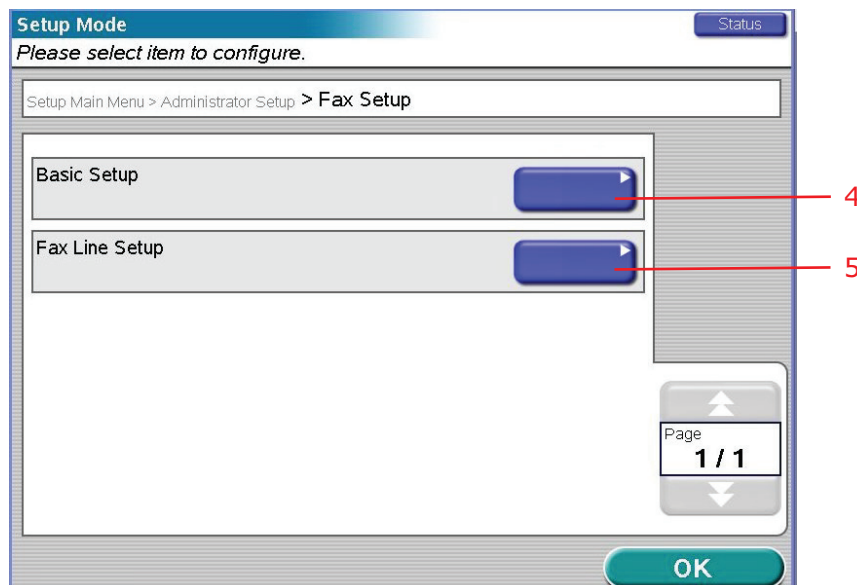 Setup Mode
Status
Please select item to configure.
Setup Main Menu > Administrator Setup > Fax Setup
Basic Setup
4
Fax Line Setup
5
Page
1 / 1
OK